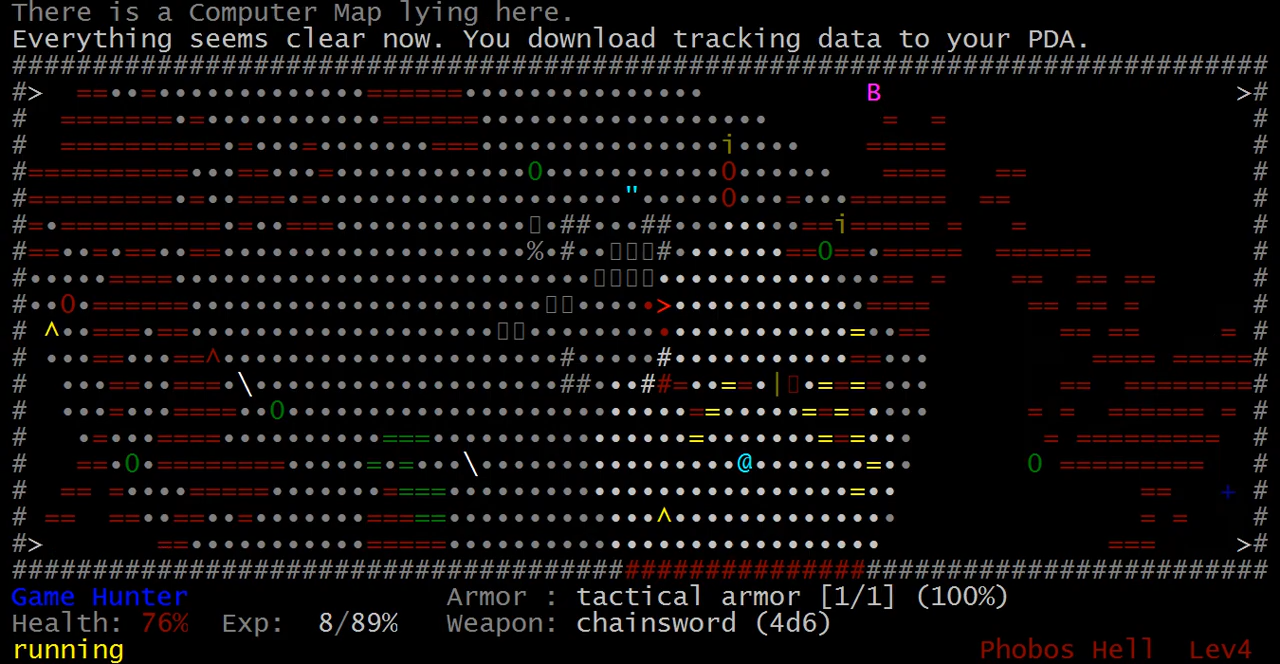 There is a Computer Map lying here.
Everything seems clear now. You download tracking data to your PDA.
Game Hunter Armor : tactical armor [1/1] (100%)
Health: 76% Exp: 8/89% Weapon: chainsword (4d6)
running Phobos Hell Lev4